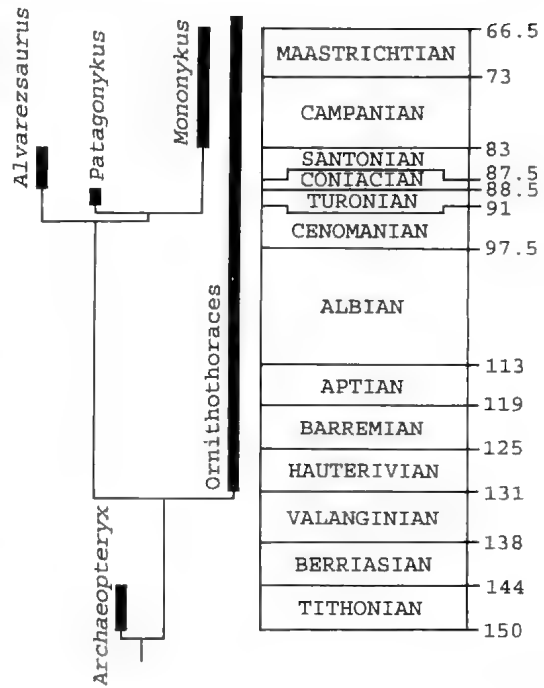 Alvarezsaurus
Patagonykus
Mononykus
Ornithothoraces
Archaeopteryx
66.5
MAASTRICHTIAN
73
CAMPANIAN
83
SANTONIAN
87.5
CONIACIAN
88.5
TURONIAN
91
CENOMANIAN
97.5
ALBIAN
113
APTIAN
119
BARREMIAN
125
HAUTERIVIAN
131
VALANGINIAN
138
BERRIASIAN
144
TITHONIAN
150